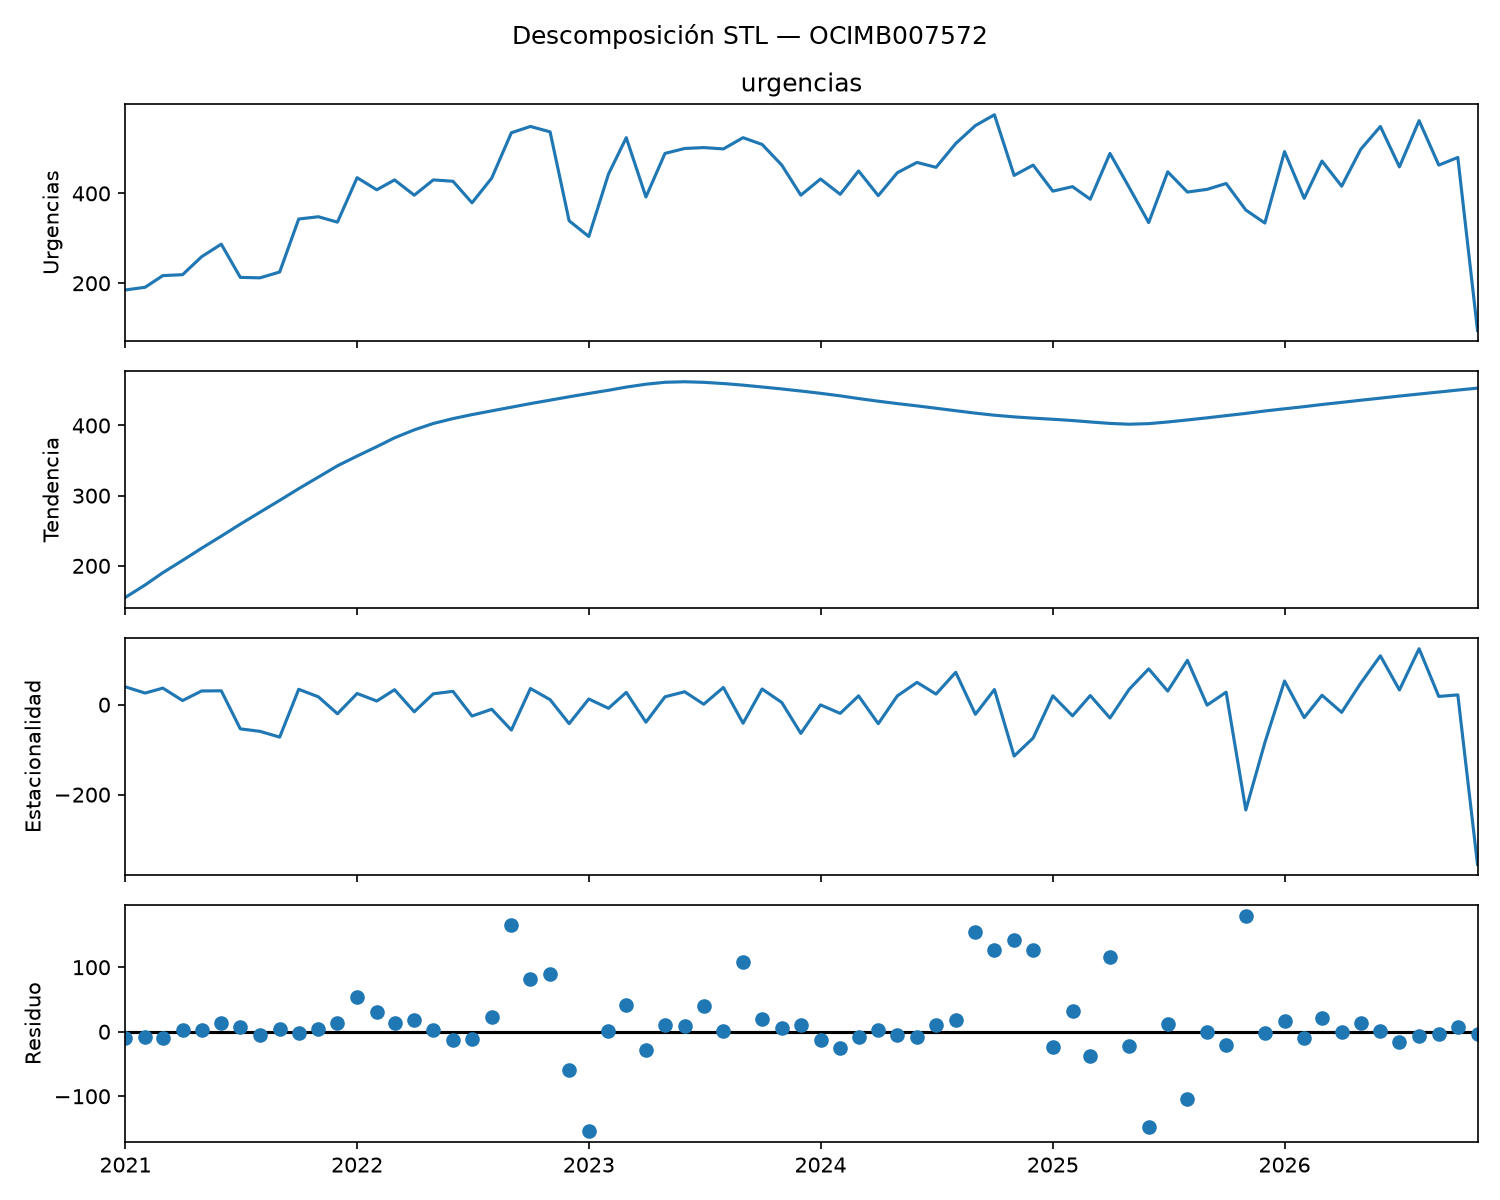 Descomposición STL — OCIMB007572
urgencias
Urgencias
400
200
Tendencia
400
300
200
Estacionalidad
0
−200
Residuo
100
0
−100
2021
2022
2023
2024
2025
2026